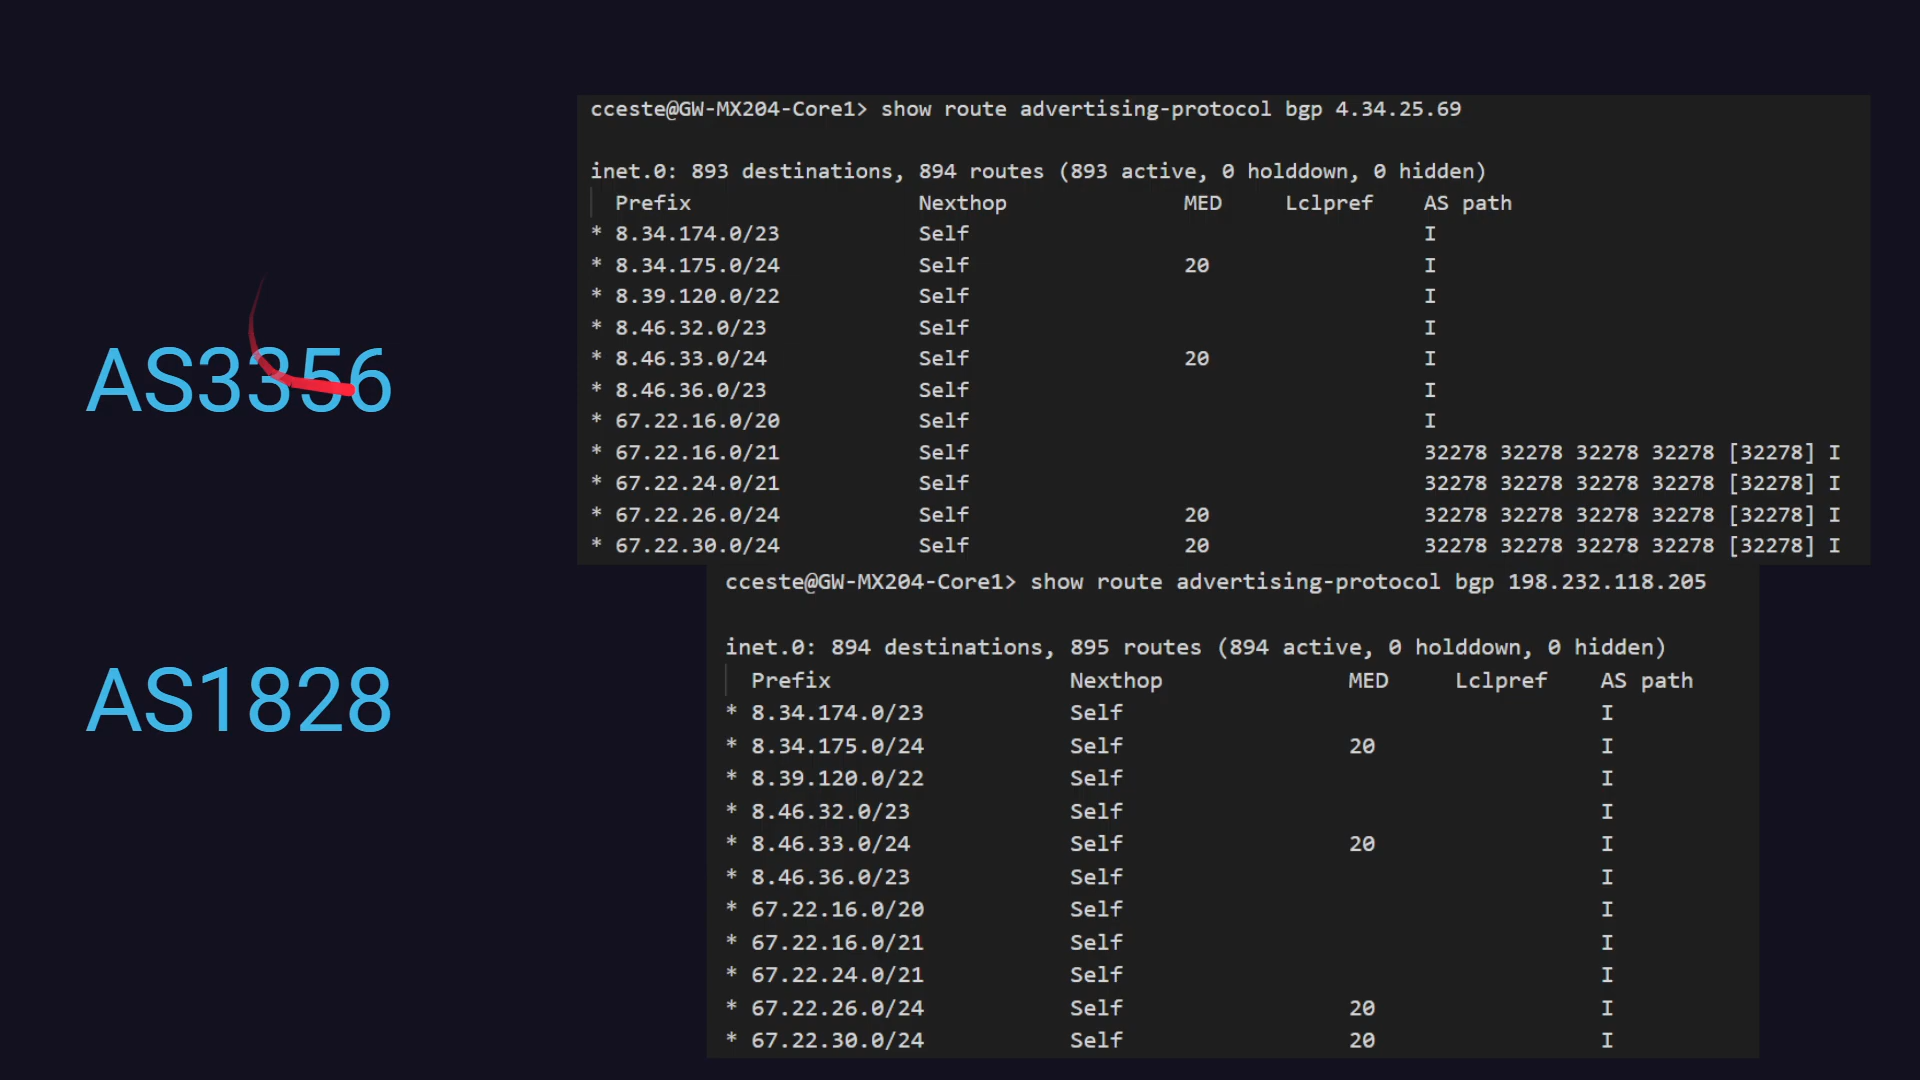 AS3356
cceste@GW-MX204-Core1> show route advertising-protocol bgp 4.34.25.69
inet.0: 893 destinations, 894 routes (893 active, 0 holddown, 0 hidden)
Prefix Nexthop MED Lclpref AS path
* 8.34.174.0/23 Self I
* 8.34.175.0/24 Self 20 I
* 8.39.120.0/22 Self I
* 8.46.32.0/23 Self I
* 8.46.33.0/24 Self 20 I
* 8.46.36.0/23 Self I
* 67.22.16.0/20 Self I
* 67.22.16.0/21 Self 32278 32278 32278 32278 [32278] I
* 67.22.24.0/21 Self 32278 32278 32278 32278 [32278] I
* 67.22.26.0/24 Self 20 32278 32278 32278 32278 [32278] I
* 67.22.30.0/24 Self 20 32278 32278 32278 32278 [32278] I
AS1828
cceste@GW-MX204-Core1> show route advertising-protocol bgp 198.232.118.205
inet.0: 894 destinations, 895 routes (894 active, 0 holddown, 0 hidden)
Prefix Nexthop MED Lclpref AS path
* 8.34.174.0/23 Self I
* 8.34.175.0/24 Self 20 I
* 8.39.120.0/22 Self I
* 8.46.32.0/23 Self I
* 8.46.33.0/24 Self 20 I
* 8.46.36.0/23 Self I
* 67.22.16.0/20 Self I
* 67.22.16.0/21 Self I
* 67.22.24.0/21 Self I
* 67.22.26.0/24 Self 20 I
* 67.22.30.0/24 Self 20 I